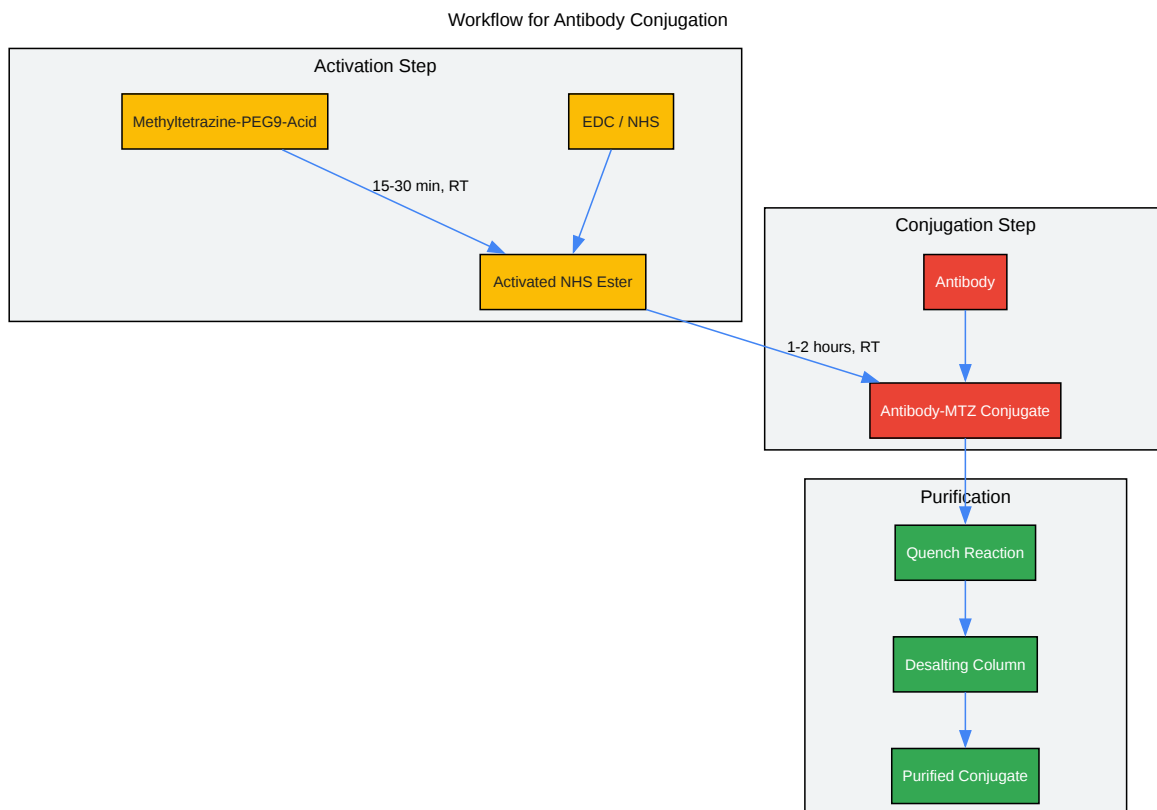 Workflow for Antibody Conjugation
Activation Step
Methyltetrazine-PEG9-Acid
EDC / NHS
15-30 min, RT
Activated NHS Ester
Conjugation Step
Antibody
1-2 hours, RT
Antibody-MTZ Conjugate
Purification
Quench Reaction
Desalting Column
Purified Conjugate